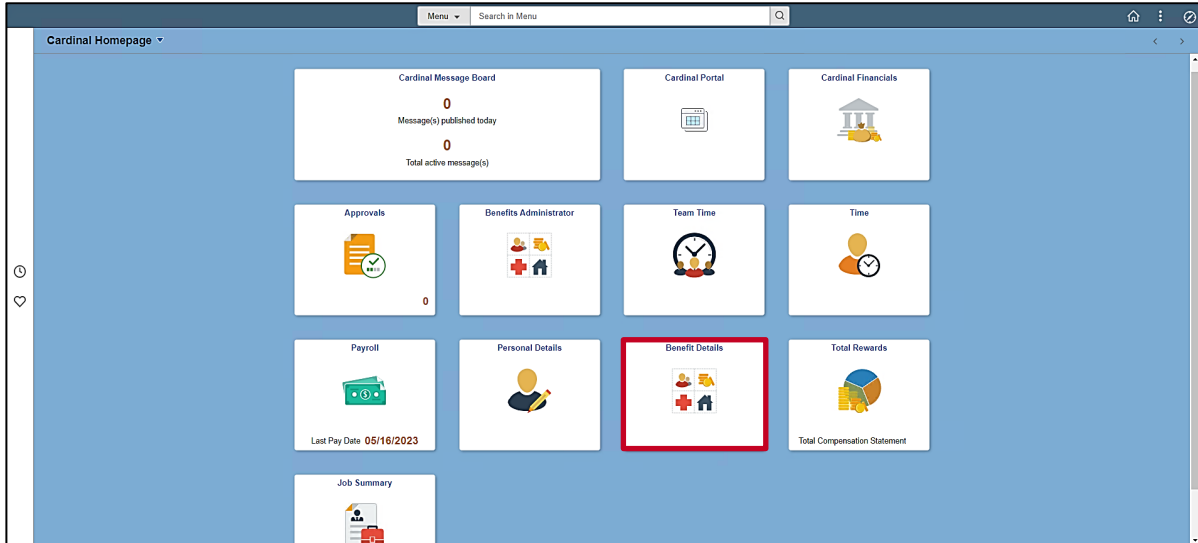 Menu
Search in Menu
Cardinal Homepage
Cardinal Message Board
0
Message(s) published today
0
Total active message(s)
Cardinal Portal
Cardinal Financials
Approvals
0
Benefits Administrator
Team Time
Time
Payroll
Last Pay Date 05/16/2023
Personal Details
Benefit Details
Total Rewards
Total Compensation Statement
Job Summary